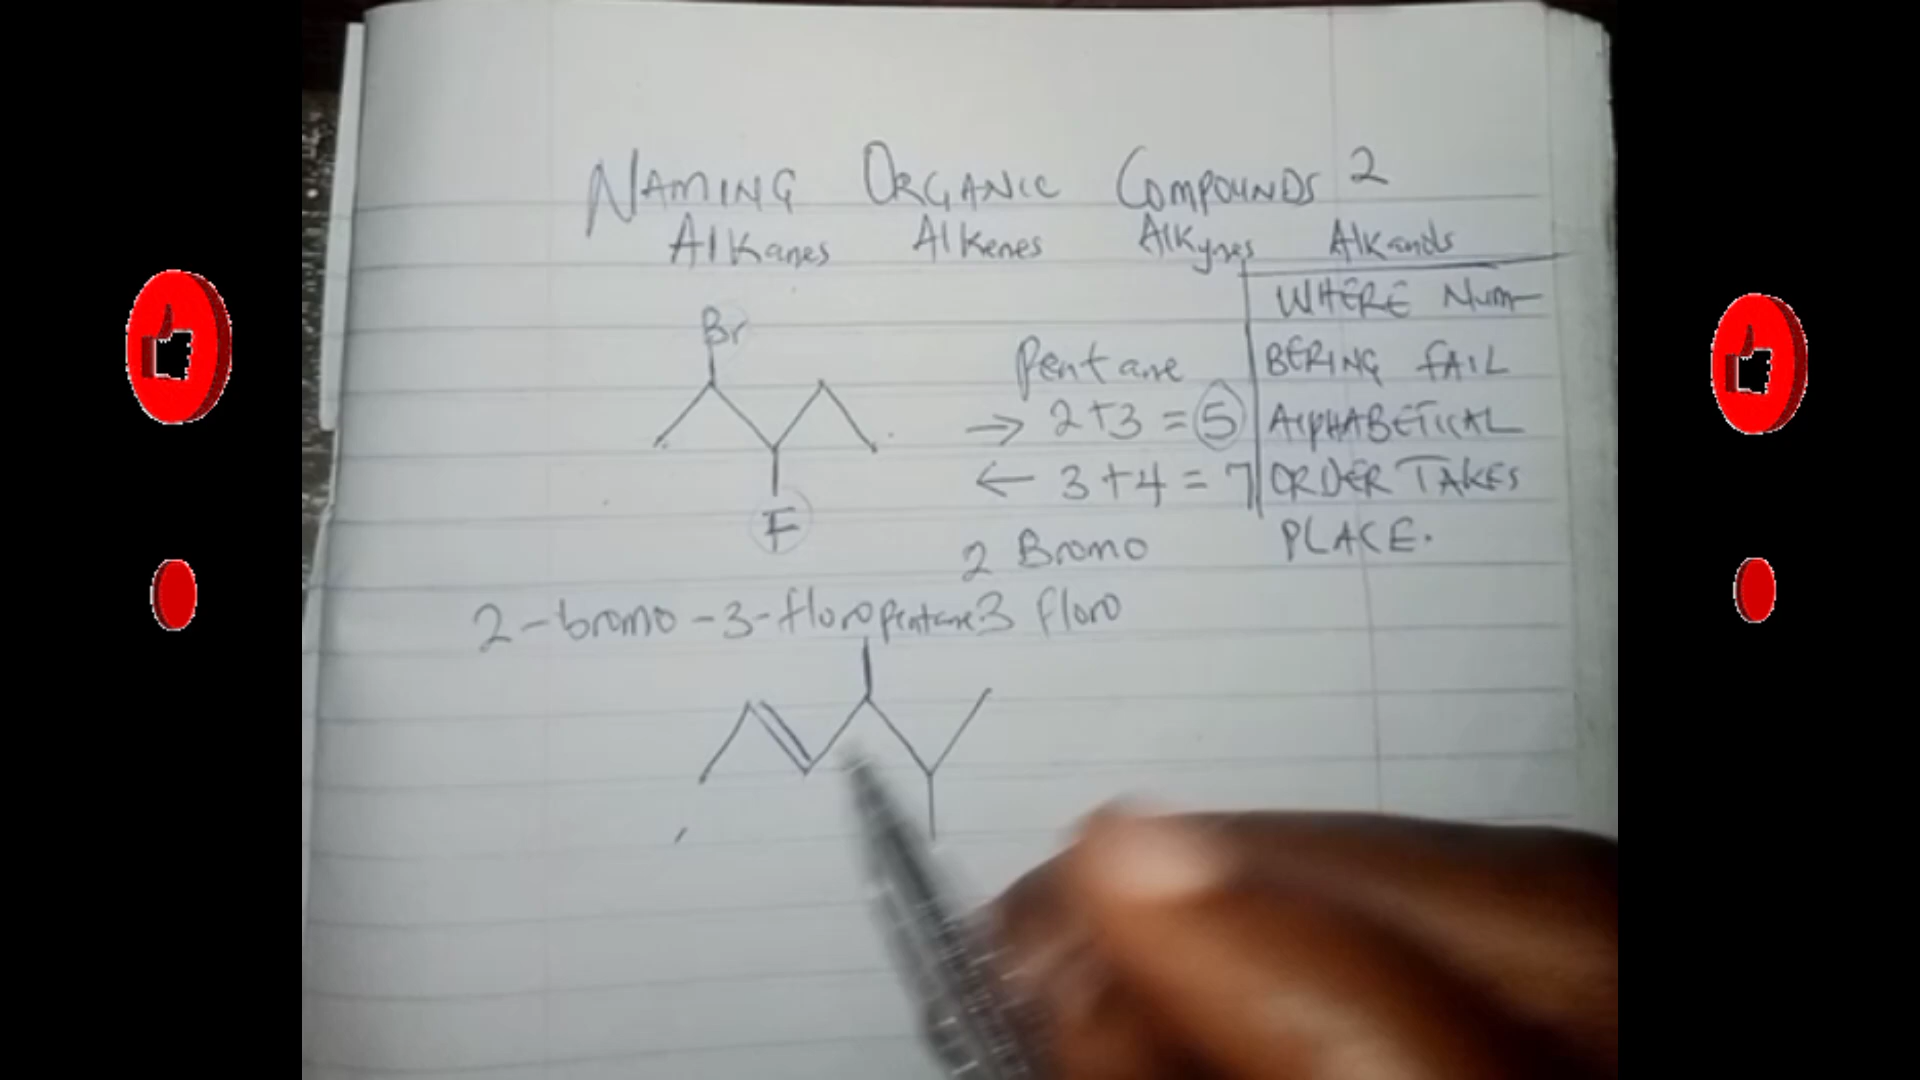 NAMING ORGANIC COMPOUNDS 2
Alkanes Alkenes Alkynes Alkands
WHERE NUM-
BERING FAIL
ALPHABETICAL
ORDER TAKES
PLACE.
Br
F
Pentane
→ 2+3 = 5
← 3+4 = 7
2 Bromo
3 floro
2-bromo-3-floropentane